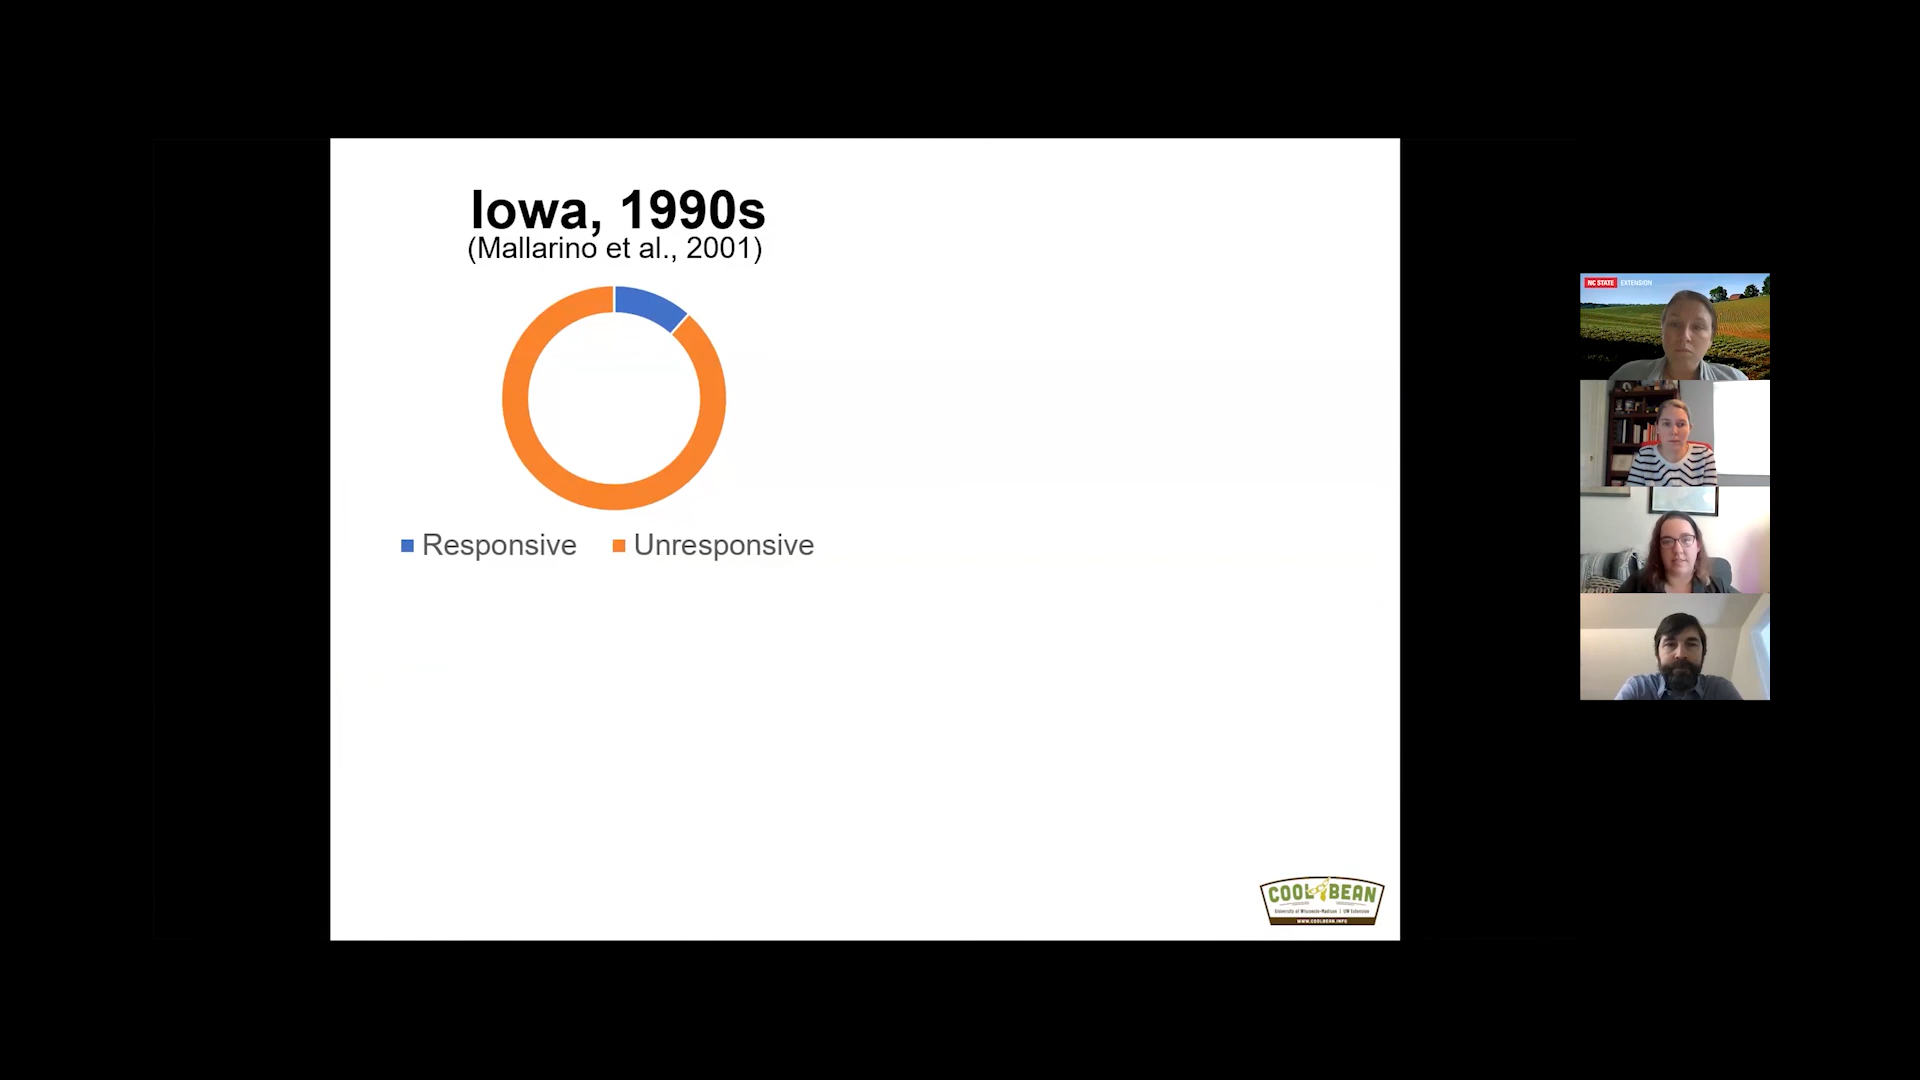 Iowa, 1990s
(Mallarino et al., 2001)
Responsive
Unresponsive
NC STATE EXTENSION
COOL BEAN
University of Wisconsin-Madison | UW Extension
WWW.COOLBEAN.INFO